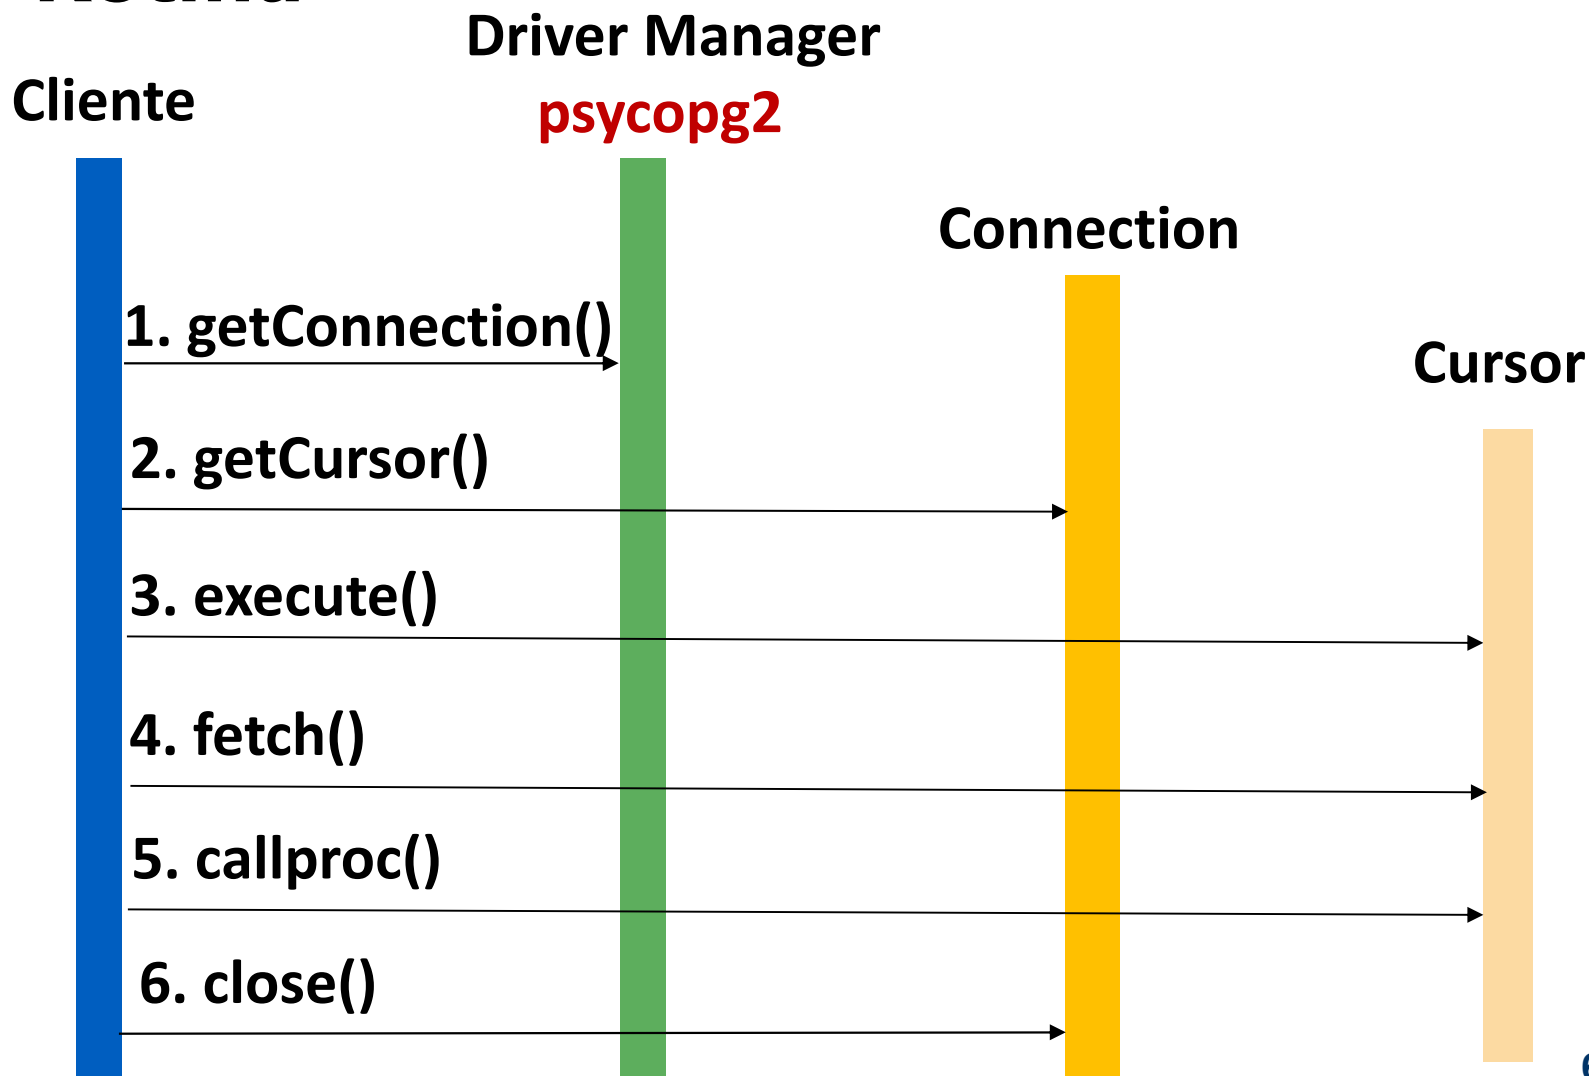 Driver Manager
Cliente
psycopg2
Connection
1. getConnection()
Cursor
2. getCursor()
3. execute()
4. fetch()
5. callproc()
6. close()